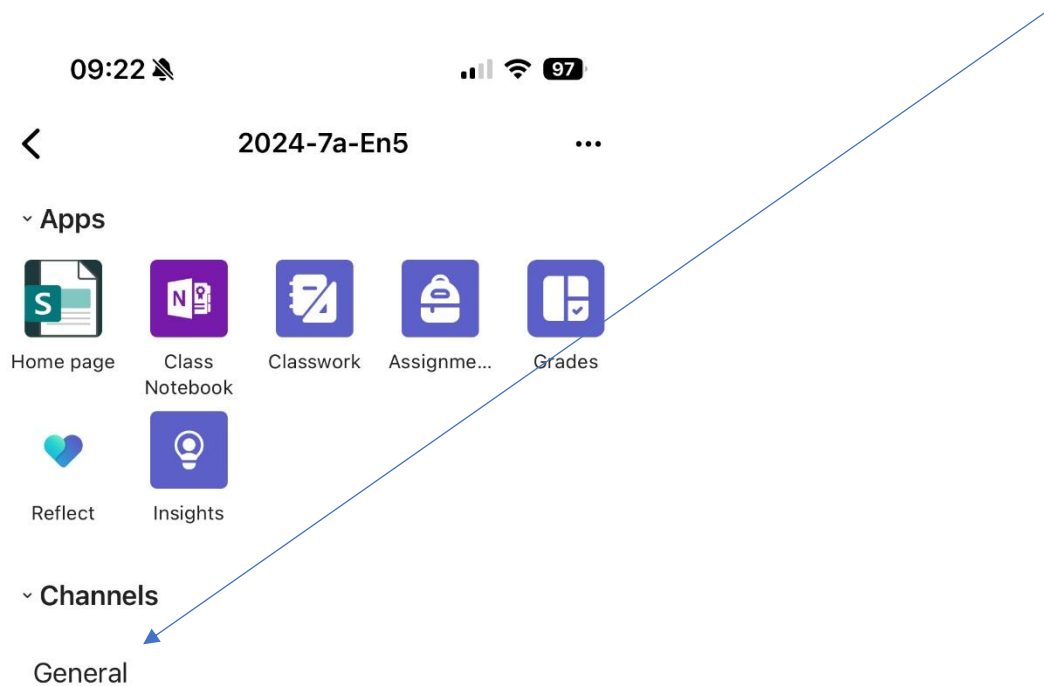 09:22 97
2024-7a-En5
Apps
S N
Home page Class Notebook Classwork Assignme... Grades
Reflect Insights
Channels
General